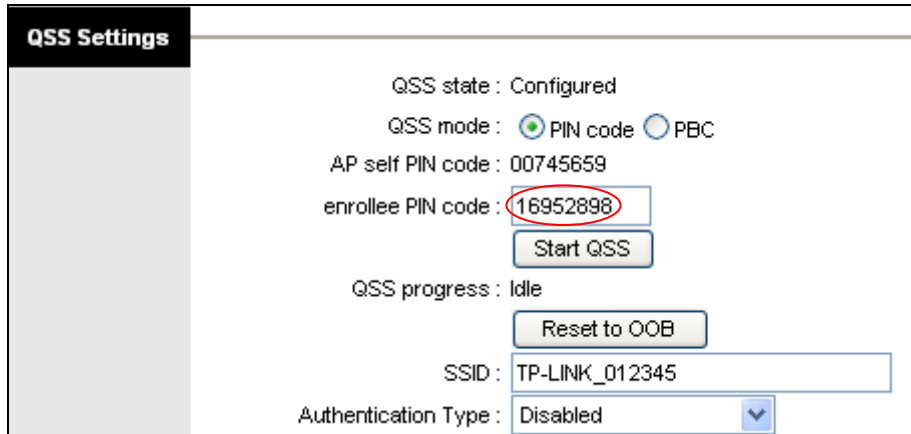 QSS Settings
QSS state : Configured
QSS mode : PIN code PBC
AP self PIN code : 00745659
enrollee PIN code : 16952898
Start QSS
QSS progress : Idle
Reset to OOB
SSID : TP-LINK_012345
Authentication Type : Disabled